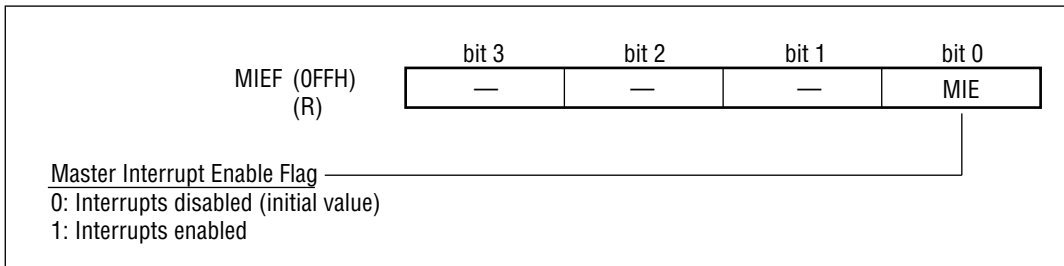 bit 3 bit 2 bit 1 bit 0
MIEF (0FFH) — — — MIE
(R)
Master Interrupt Enable Flag
0: Interrupts disabled (initial value)
1: Interrupts enabled